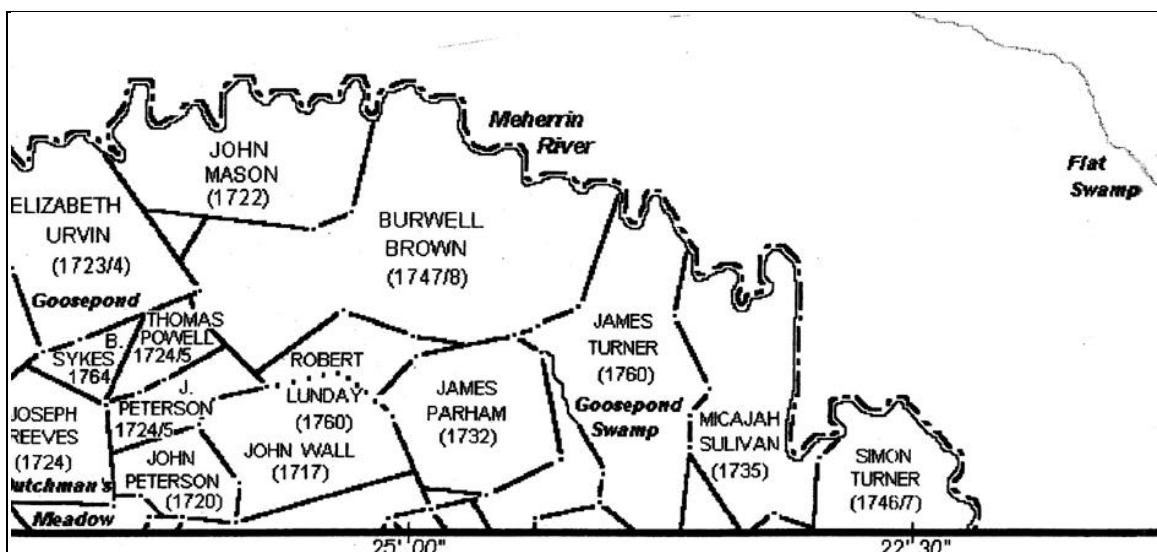 Meherrin
River
Flat
Swamp
JOHN
MASON
(1722)
ELIZABETH
URVIN
(1723/4)
BURWELL
BROWN
(1747/8)
Goosepond
THOMAS
POWELL
1724/5
B.
SYKES
1764
J.
PETERSON
1724/5
ROBERT
LUNDAY
(1760)
JAMES
TURNER
(1760)
JAMES
PARHAM
(1732)
Goosepond
Swamp
MICAJAH
SULIVAN
(1735)
JOSEPH
REEVES
(1724)
JOHN WALL
(1717)
JOHN
PETERSON
(1720)
SIMON
TURNER
(1746/7)
Dutchman's
Meadow
25'00"
22'30"